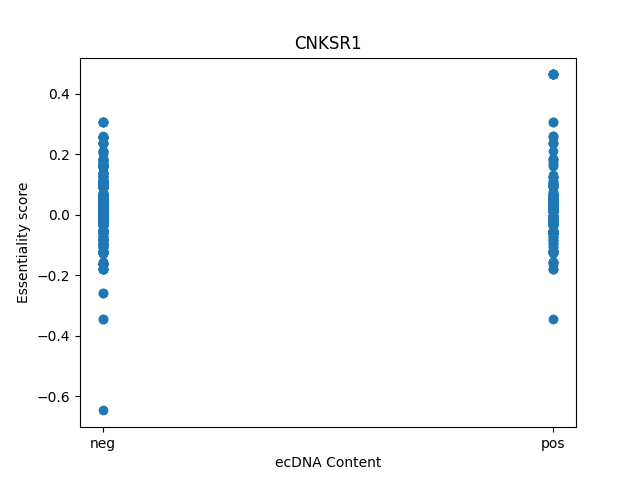 CNKSR1
Essentiality score
0.4
0.2
0.0
−0.2
−0.4
−0.6
neg
pos
ecDNA Content